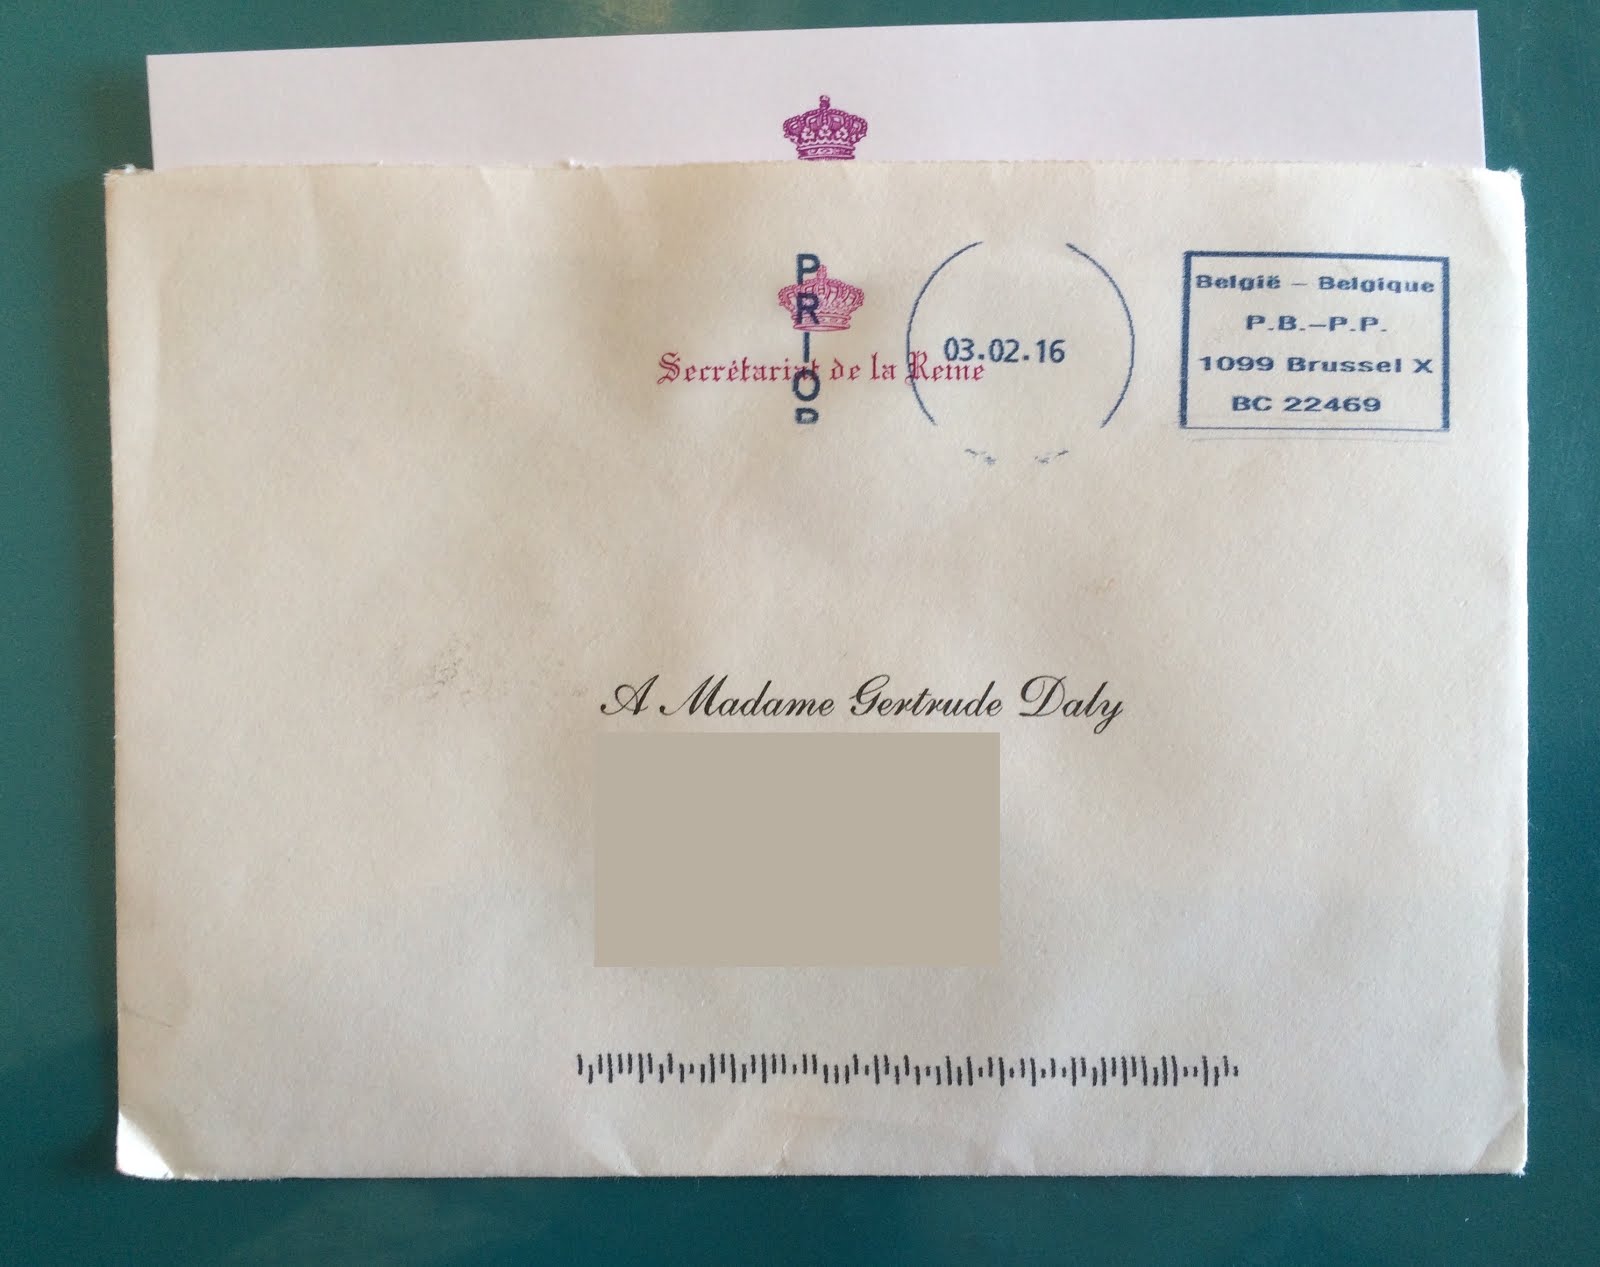 PRIOR
Secrétariat de la Reine
03.02.16
België – Belgique
P.B.–P.P.
1099 Brussel X
BC 22469
A Madame Gertrude Daly